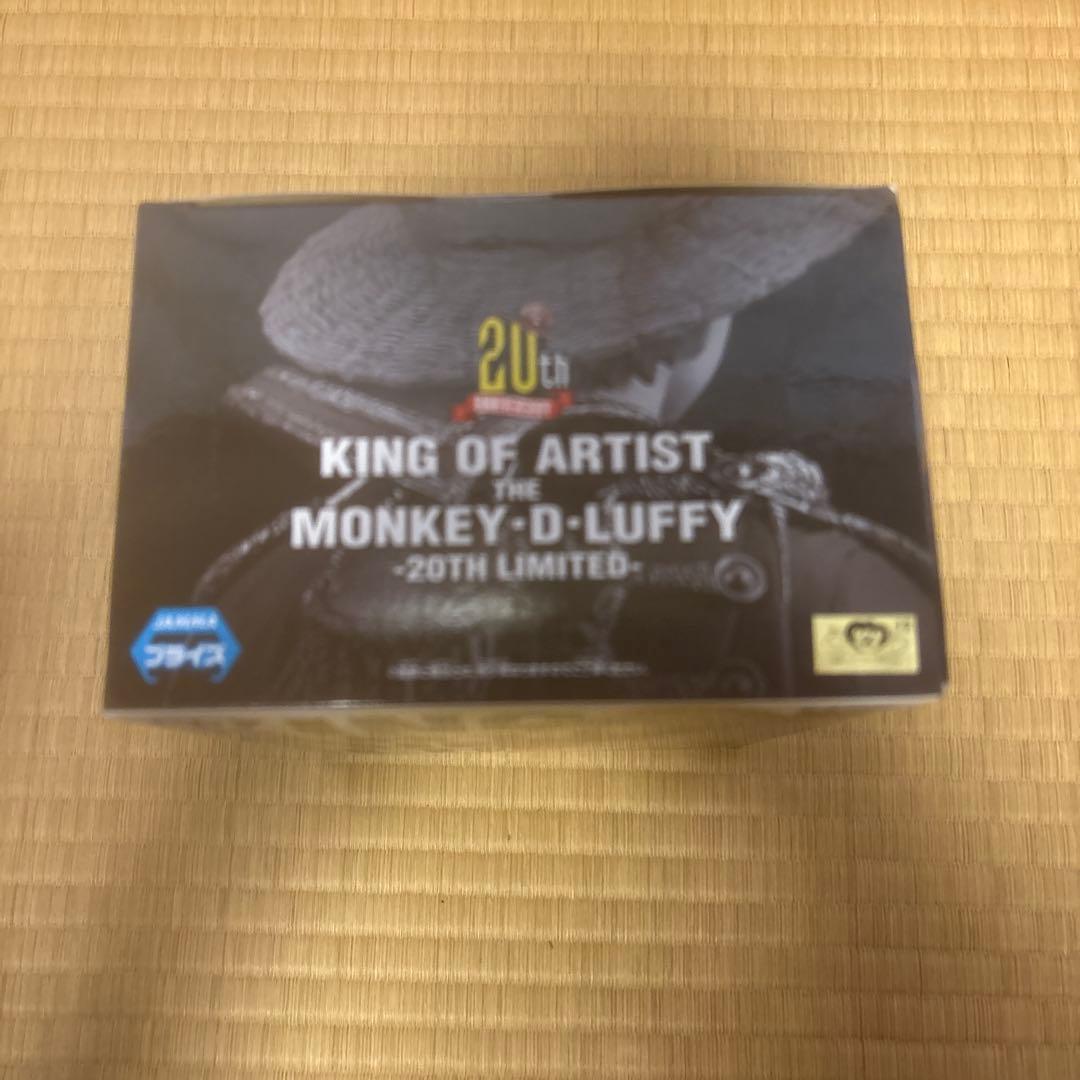 20th
KING OF ARTIST
THE
MONKEY・D・LUFFY
-20TH LIMITED-
JAMMA
プライズ